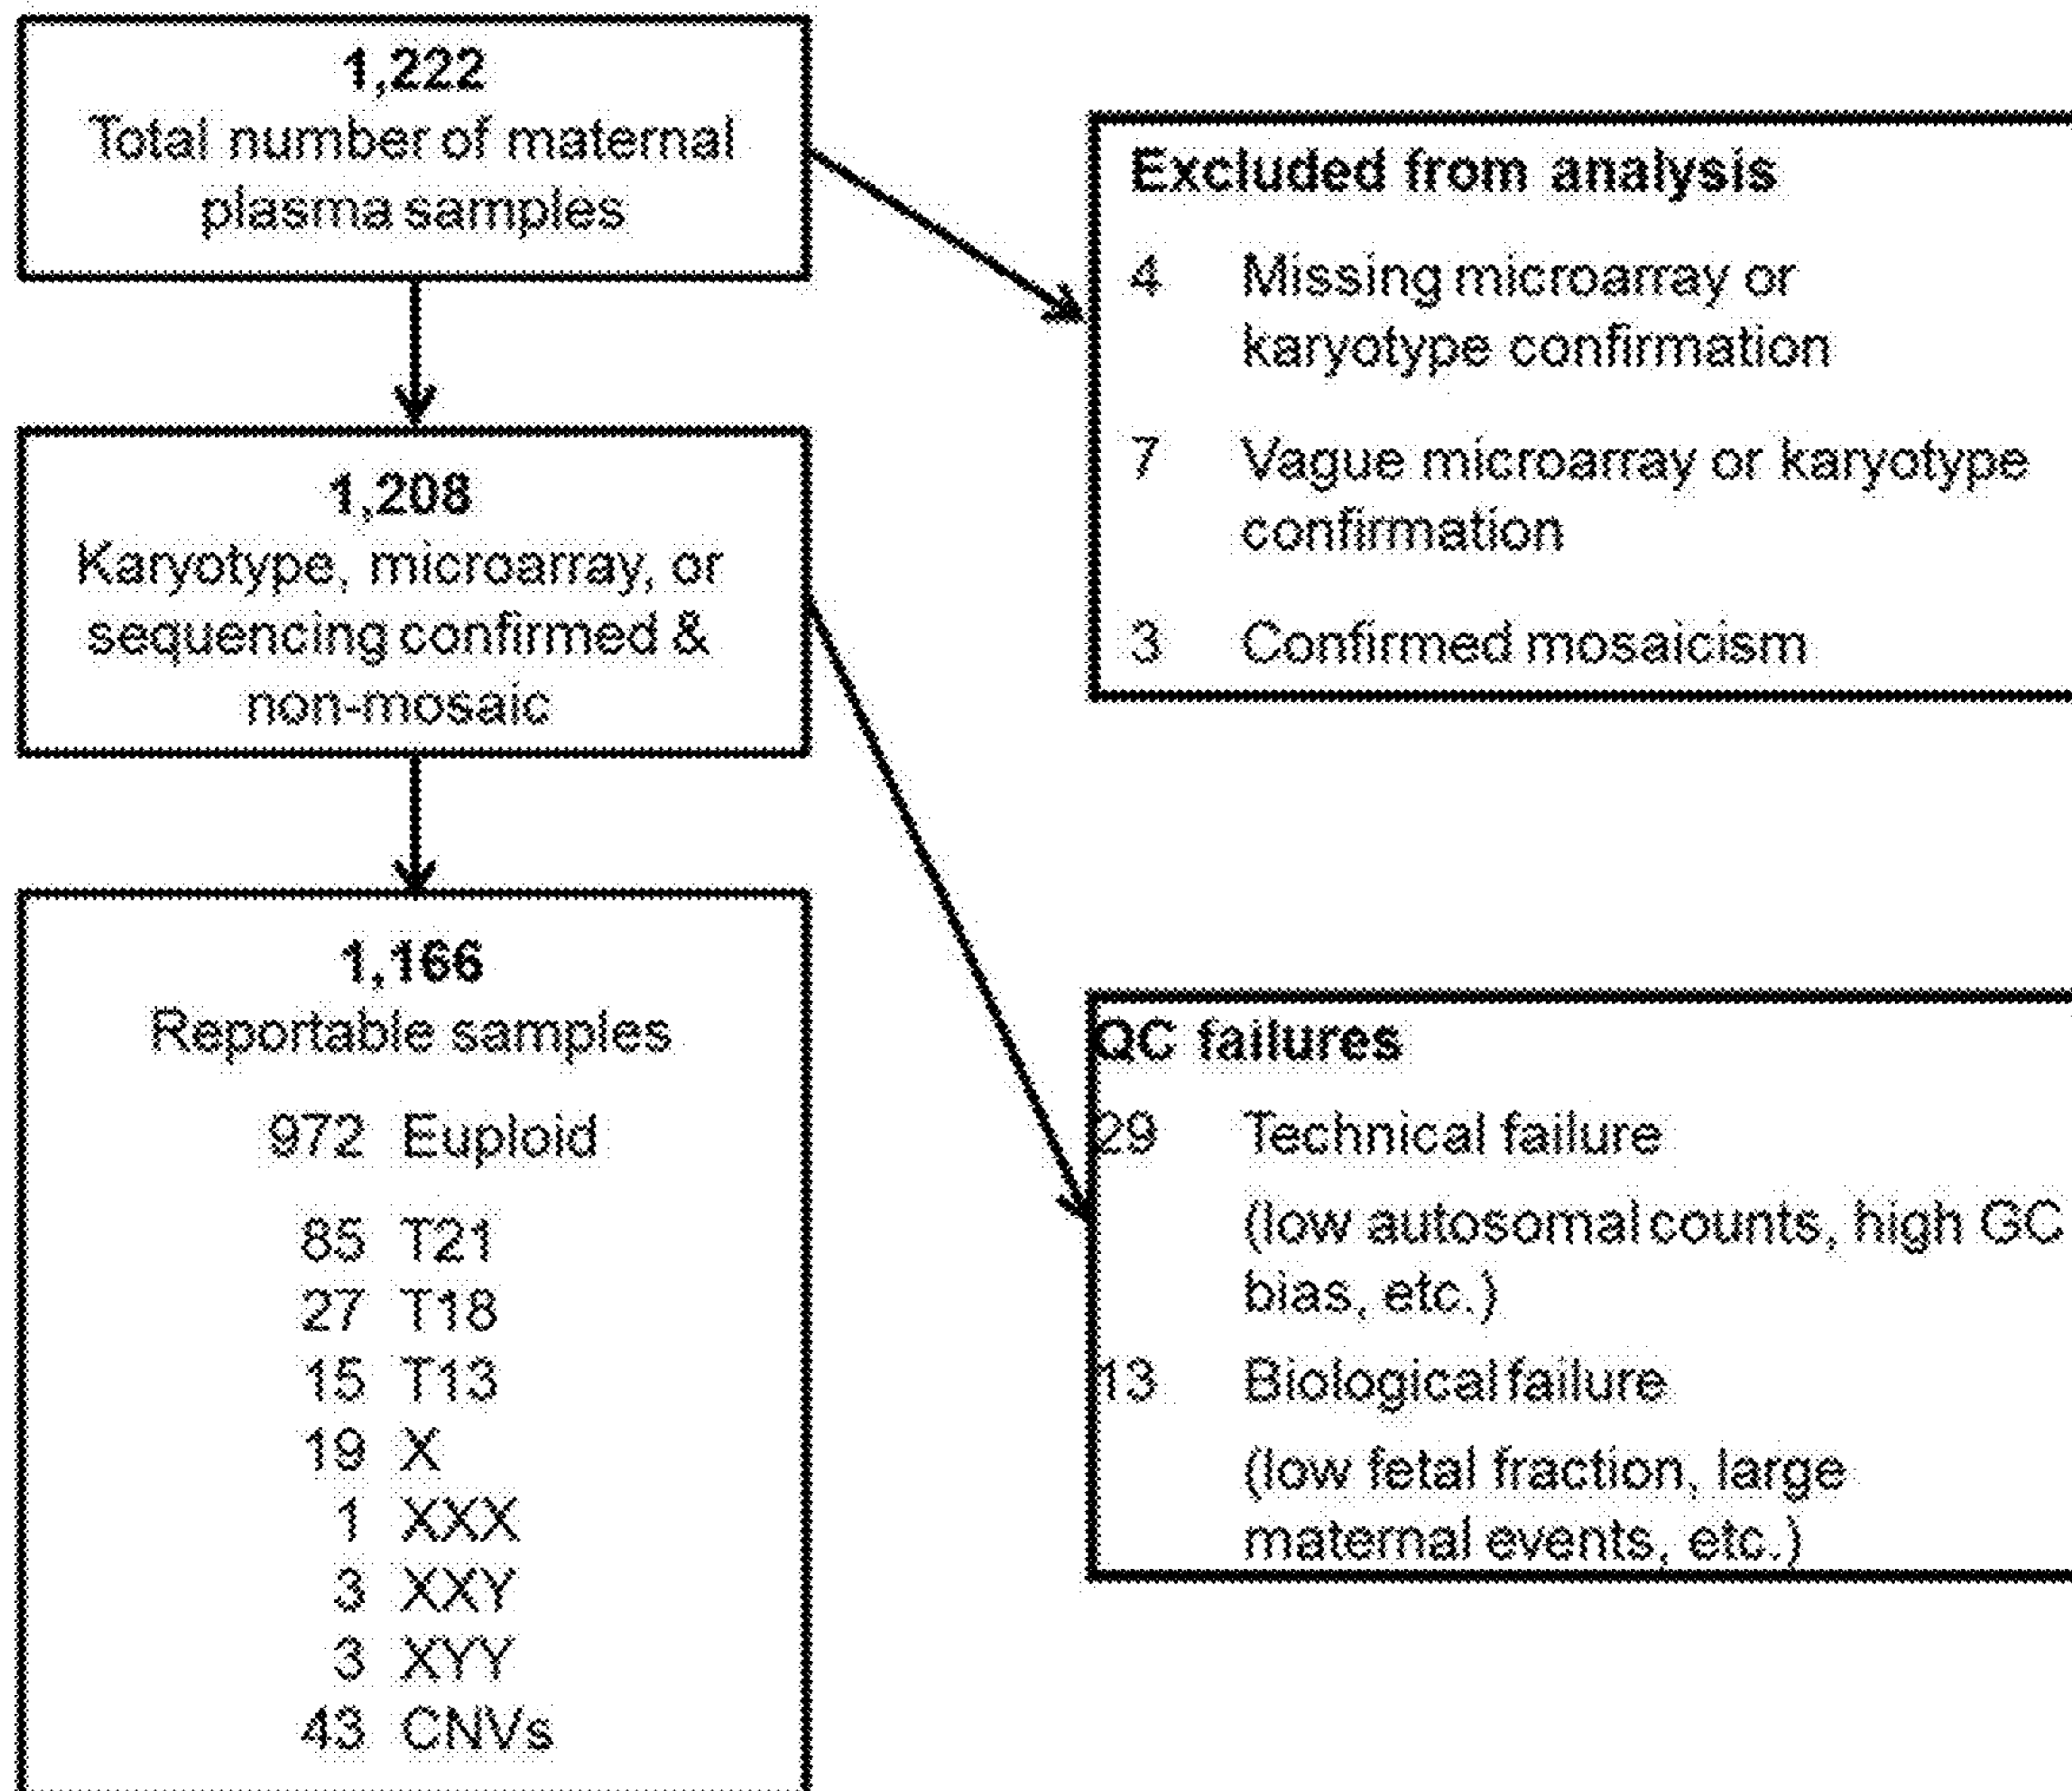 1,222
Total number of maternal
plasma samples
Excluded from analysis
4 Missing microarray or
karyotype confirmation
7 Vague microarray or karyotype
confirmation
3 Confirmed mosaicism
1,208
Karyotype, microarray, or
sequencing confirmed &
non-mosaic
1,166
Reportable samples
972 Euploid
85 T21
27 T18
15 T13
19 X
1 XXX
3 XXY
3 XYY
43 CNVs
QC failures
29 Technical failure
(low autosomal counts, high GC
bias, etc.)
13 Biological failure
(low fetal fraction, large
maternal events, etc.)